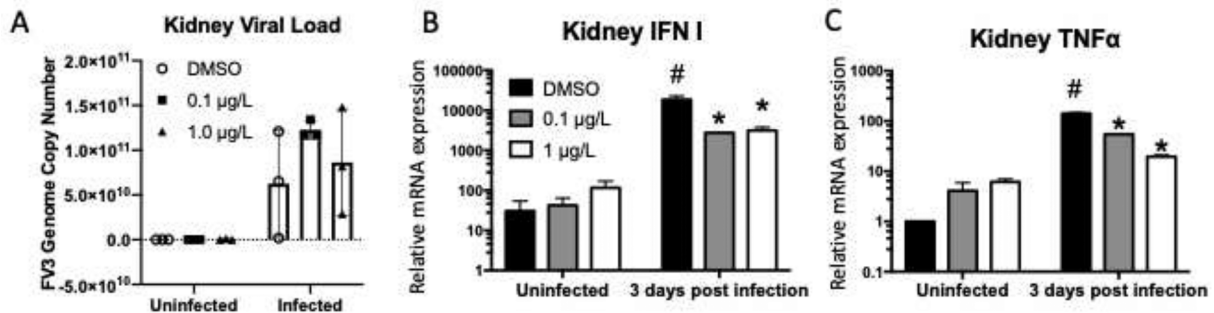 A
Kidney Viral Load
FV3 Genome Copy Number
2.0×10¹¹
1.5×10¹¹
1.0×10¹¹
5.0×10¹⁰
0.0
-5.0×10¹⁰
DMSO
0.1 µg/L
1.0 µg/L
Uninfected
Infected
B
Kidney IFN I
Relative mRNA expression
100000
10000
1000
100
10
1
DMSO
0.1 µg/L
1 µg/L
#
*
*
Uninfected
3 days post infection
C
Kidney TNFα
Relative mRNA expression
1000
100
10
1
0.1
#
*
*
Uninfected
3 days post infection